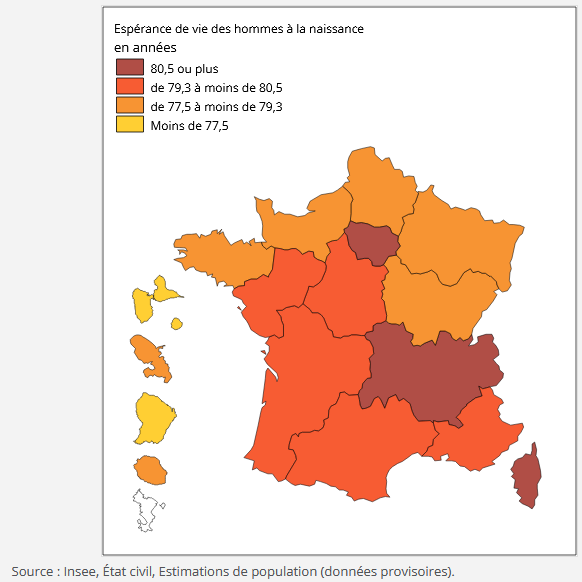 Espérance de vie des hommes à la naissance
en années
80,5 ou plus
de 79,3 à moins de 80,5
de 77,5 à moins de 79,3
Moins de 77,5
Source : Insee, État civil, Estimations de population (données provisoires).